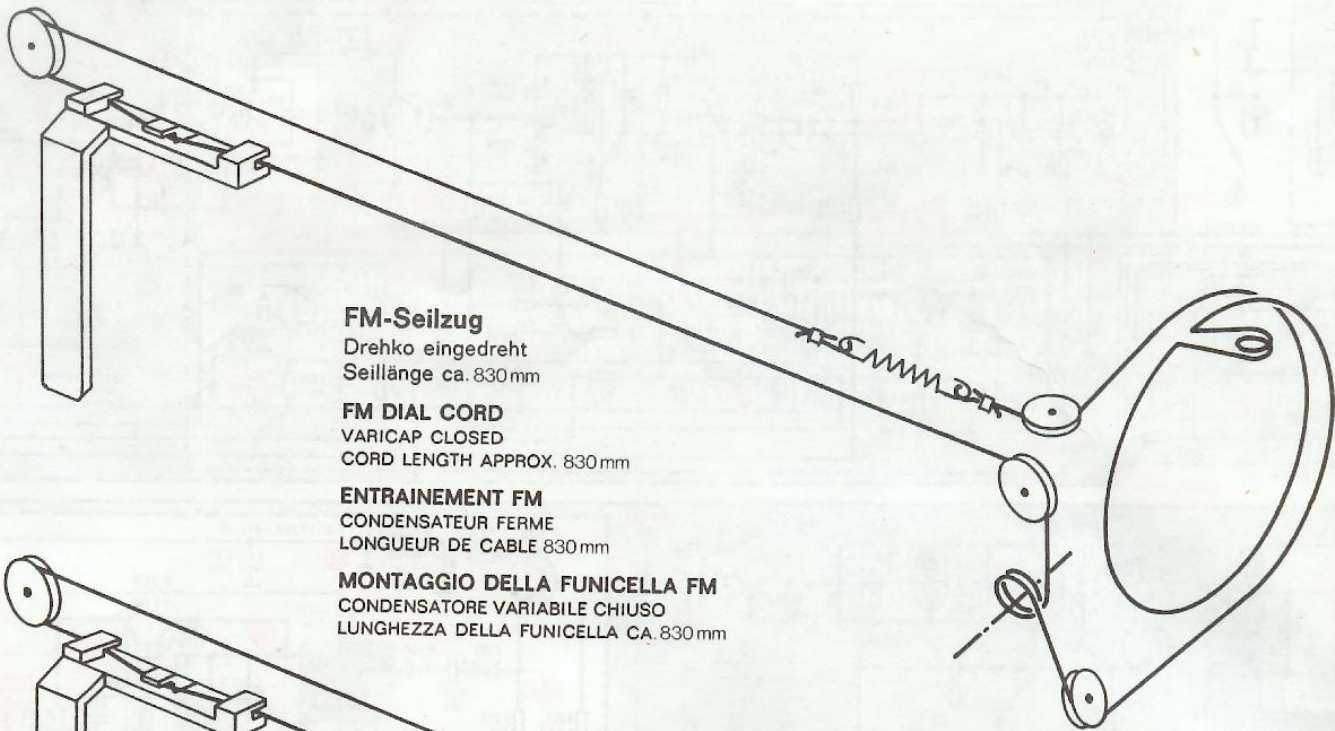 FM-Seilzug
Drehko eingedreht
Seillänge ca. 830 mm
FM DIAL CORD
VARICAP CLOSED
CORD LENGTH APPROX. 830 mm
ENTRAINEMENT FM
CONDENSATEUR FERME
LONGUEUR DE CABLE 830 mm
MONTAGGIO DELLA FUNICELLA FM
CONDENSATORE VARIABILE CHIUSO
LUNGHEZZA DELLA FUNICELLA CA. 830 mm